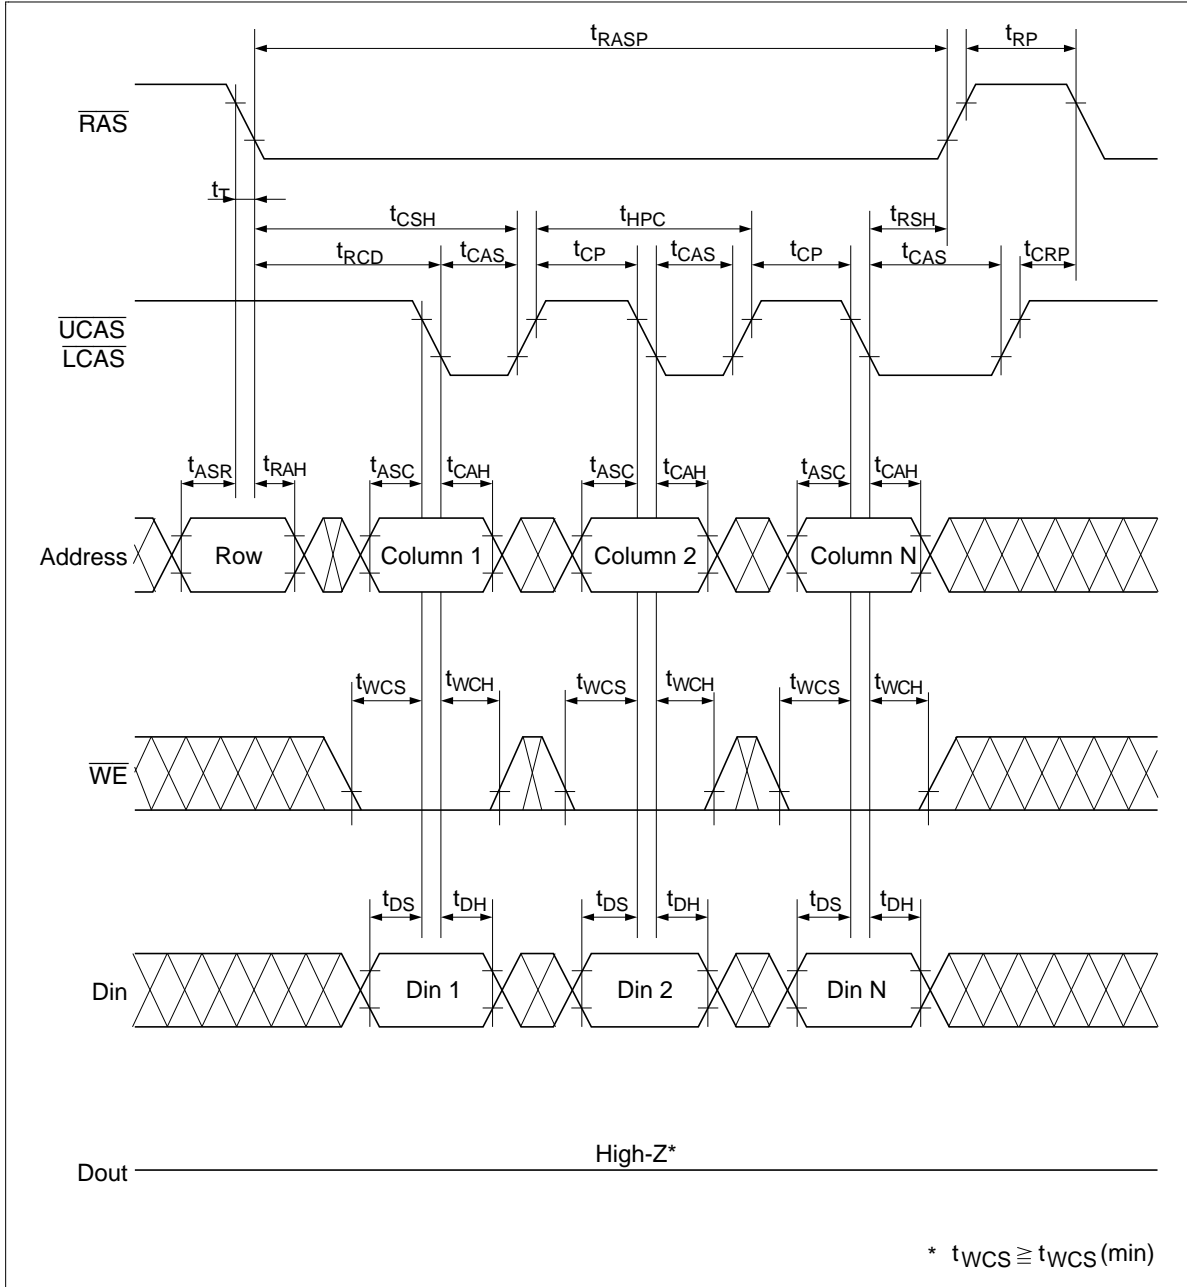 tRASP tRP
RAS
tT
tCSH tHPC tRSH
tRCD tCAS tCP tCAS tCP tCAS tCRP
UCAS
LCAS
tASR tRAH tASC tCAH tASC tCAH tASC tCAH
Address Row Column 1 Column 2 Column N
tWCS tWCH tWCS tWCH tWCS tWCH
WE
tDS tDH tDS tDH tDS tDH
Din Din 1 Din 2 Din N
High-Z*
Dout
* tWCS ≧ tWCS (min)